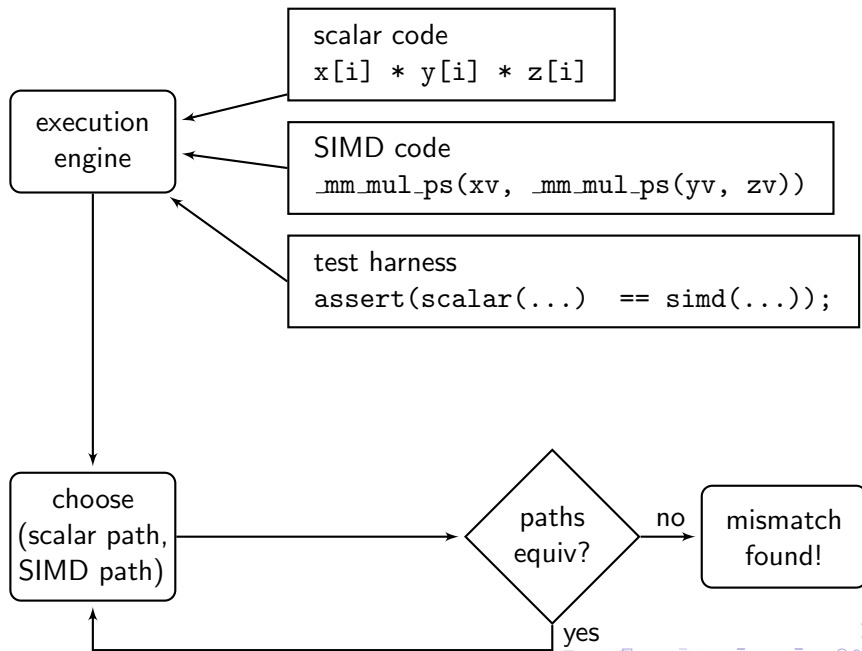 scalar code
x[i] * y[i] * z[i]
execution
engine
SIMD code
_mm_mul_ps(xv, _mm_mul_ps(yv, zv))
test harness
assert(scalar(...) == simd(...));
choose
(scalar path,
SIMD path)
paths
equiv?
no
mismatch
found!
yes